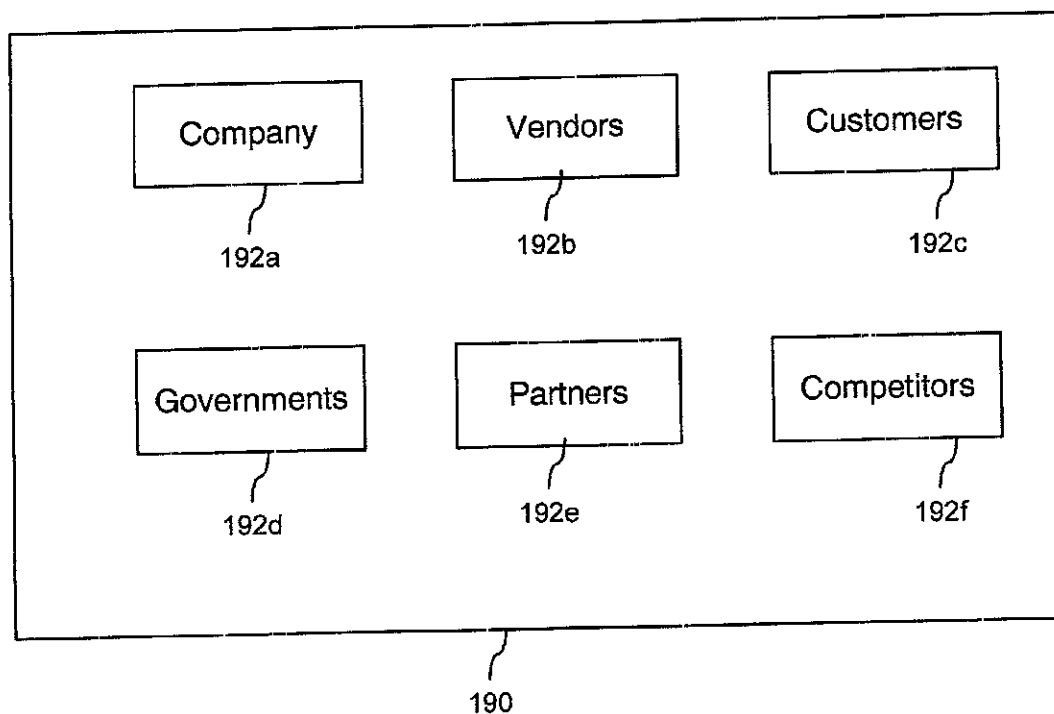 Company Vendors Customers
192a 192b 192c
Governments Partners Competitors
192d 192e 192f
190